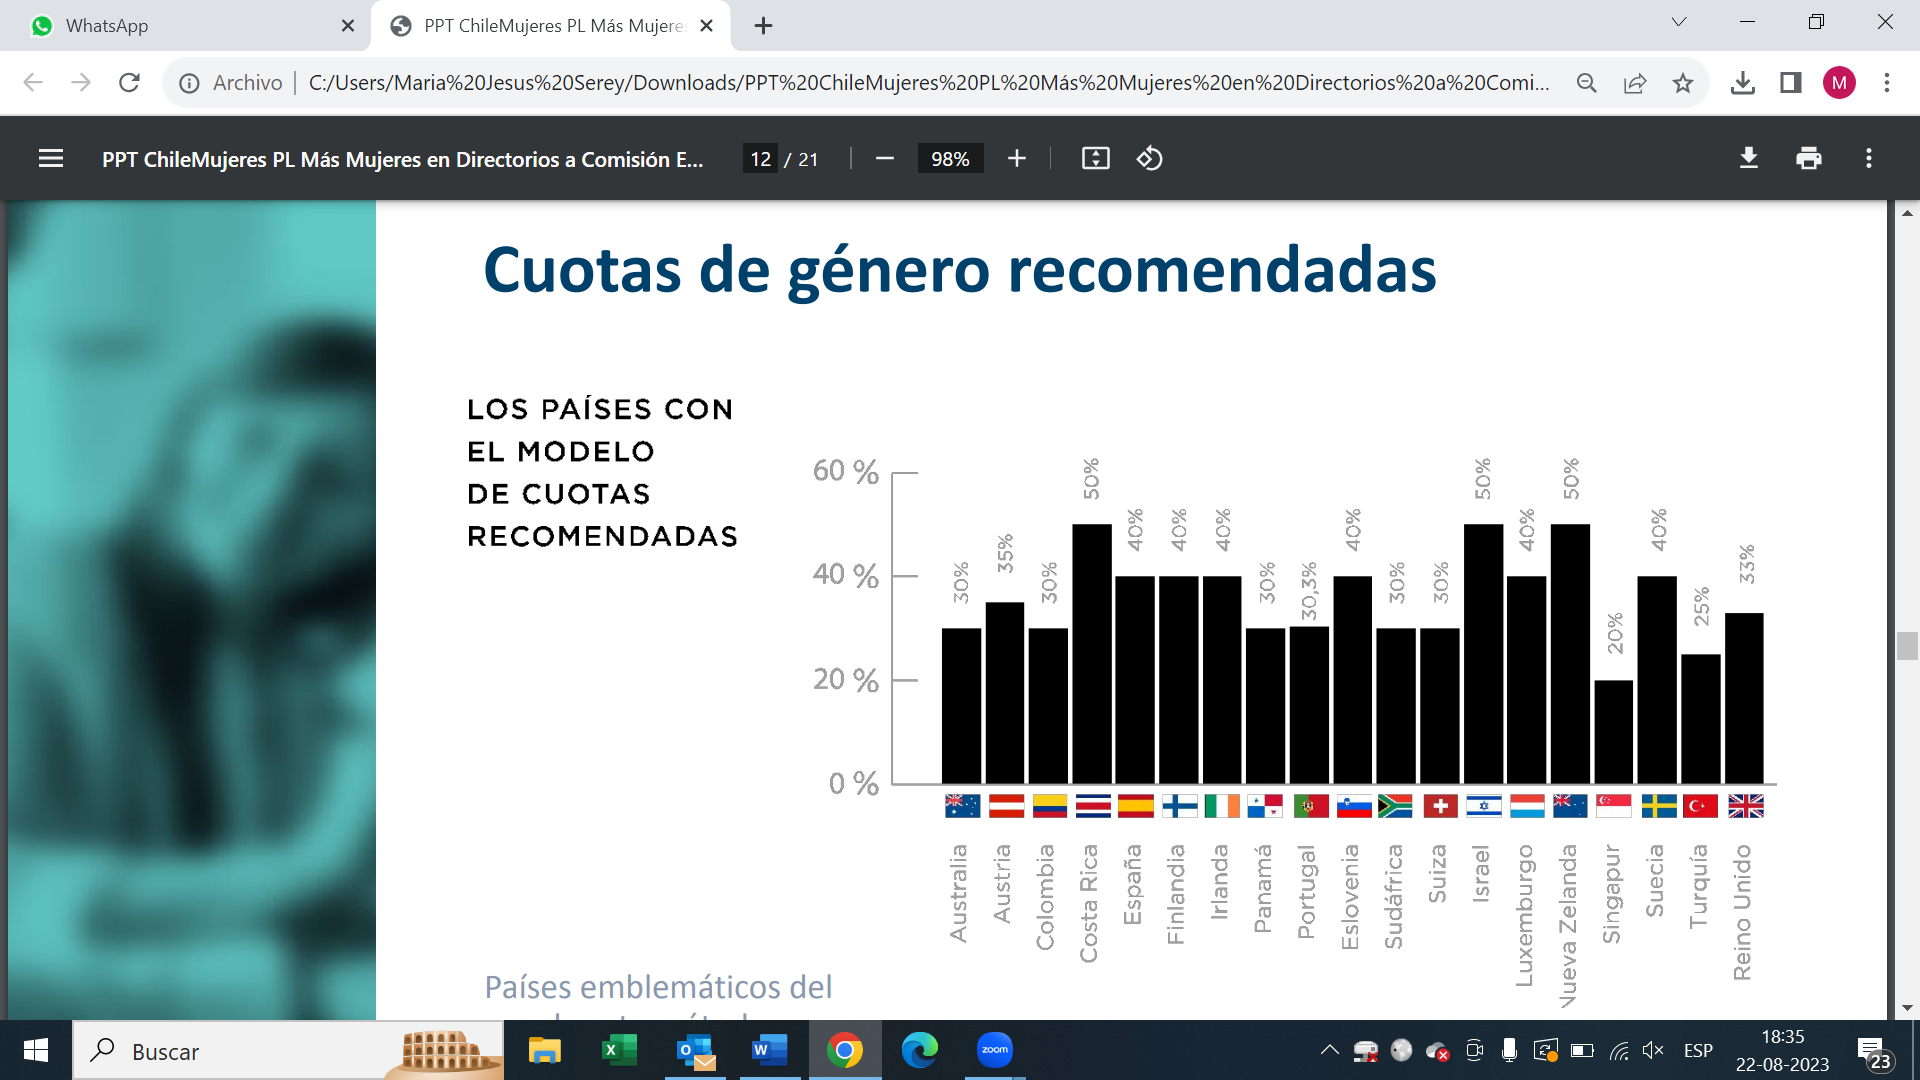 WhatsApp
PPT ChileMujeres PL Más Mujere
Archivo
C:/Users/Maria%20Jesus%20Serey/Downloads/PPT%20ChileMujeres%20PL%20Más%20Mujeres%20en%20Directorios%20a%20Comi...
M
PPT ChileMujeres PL Más Mujeres en Directorios a Comisión E...
12 / 21
98%
Cuotas de género recomendadas
LOS PAÍSES CON
EL MODELO
DE CUOTAS
RECOMENDADAS
60 %
40 %
20 %
0 %
30%
35%
30%
50%
40%
40%
40%
30%
30,3%
40%
30%
30%
50%
40%
50%
20%
40%
25%
33%
Australia
Austria
Colombia
Costa Rica
España
Finlandia
Irlanda
Panamá
Portugal
Eslovenia
Sudáfrica
Suiza
Israel
Luxemburgo
Nueva Zelanda
Singapur
Suecia
Turquía
Reino Unido
Países emblemáticos del
Buscar
zoom
ESP
18:35
22-08-2023
23